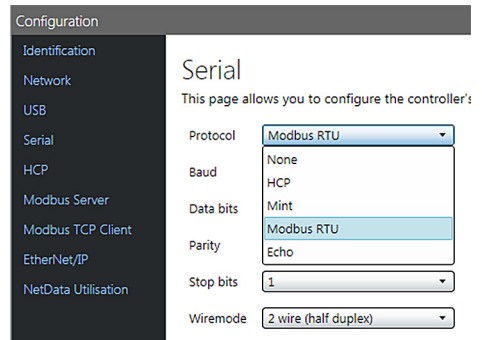 Configuration
Identification
Network
USB
Serial
HCP
Modbus Server
Modbus TCP Client
EtherNet/IP
NetData Utilisation
Serial
This page allows you to configure the controller's
Protocol Modbus RTU
None
HCP
Mint
Modbus RTU
Echo
Baud
Data bits
Parity
Stop bits 1
Wiremode 2 wire (half duplex)